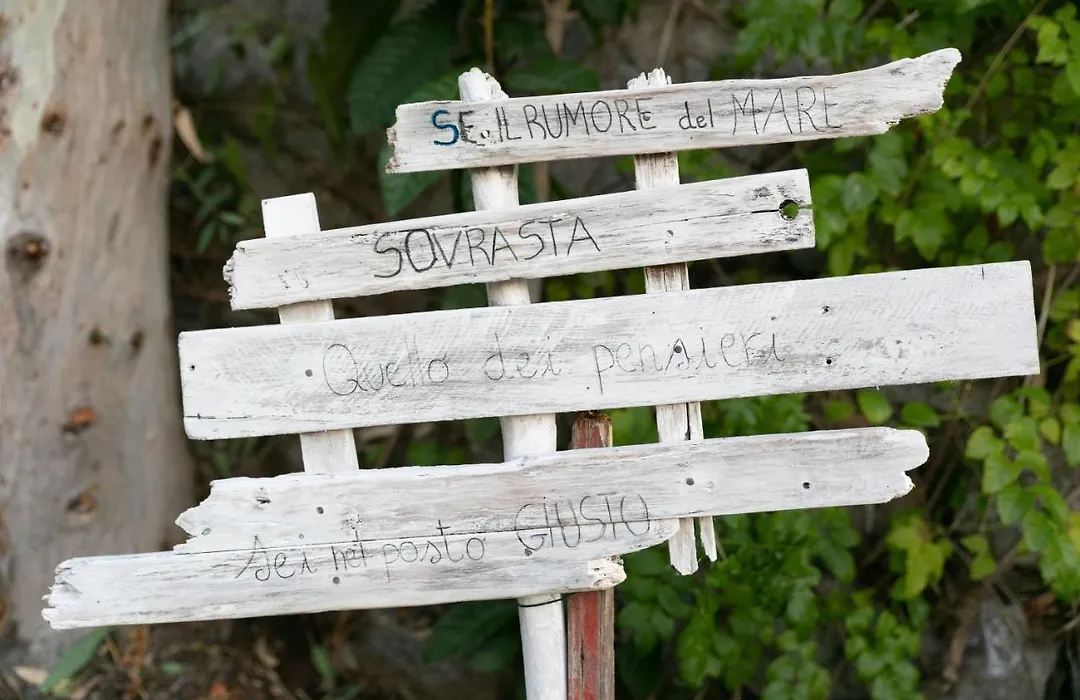 SE IL RUMORE del MARE
SOVRASTA
Quello dei pensieri
Sei nel posto GIUSTO